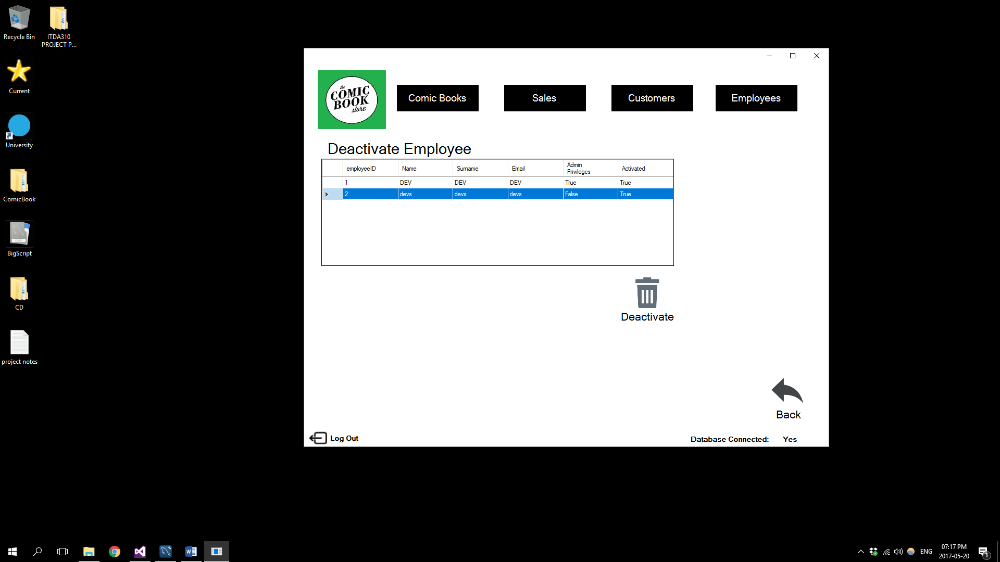 Recycle Bin
ITDA310
PROJECT P...
Current
University
ComicBook
BigScript
CD
project notes
the
COMIC
BOOK
store
Comic Books
Sales
Customers
Employees
Deactivate Employee
employeeID Name Surname Email Admin Privileges Activated
1 DEV DEV DEV True True
2 devs devs devs False True
Deactivate
Back
Log Out
Database Connected: Yes
ENG
07:17 PM
2017-05-20
1